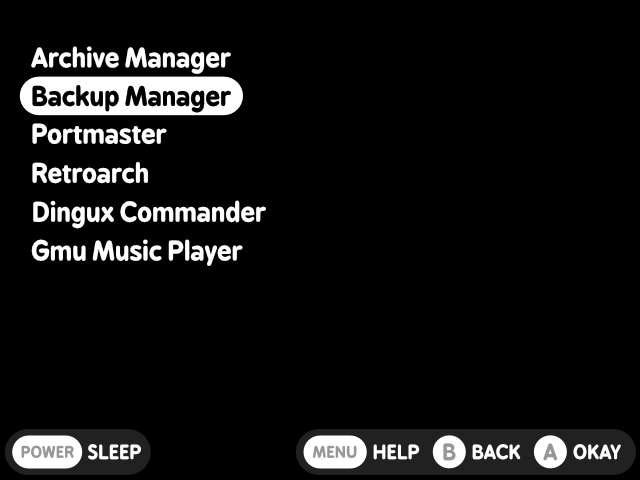 Archive Manager
Backup Manager
Portmaster
Retroarch
Dingux Commander
Gmu Music Player
POWER SLEEP MENU HELP B BACK A OKAY